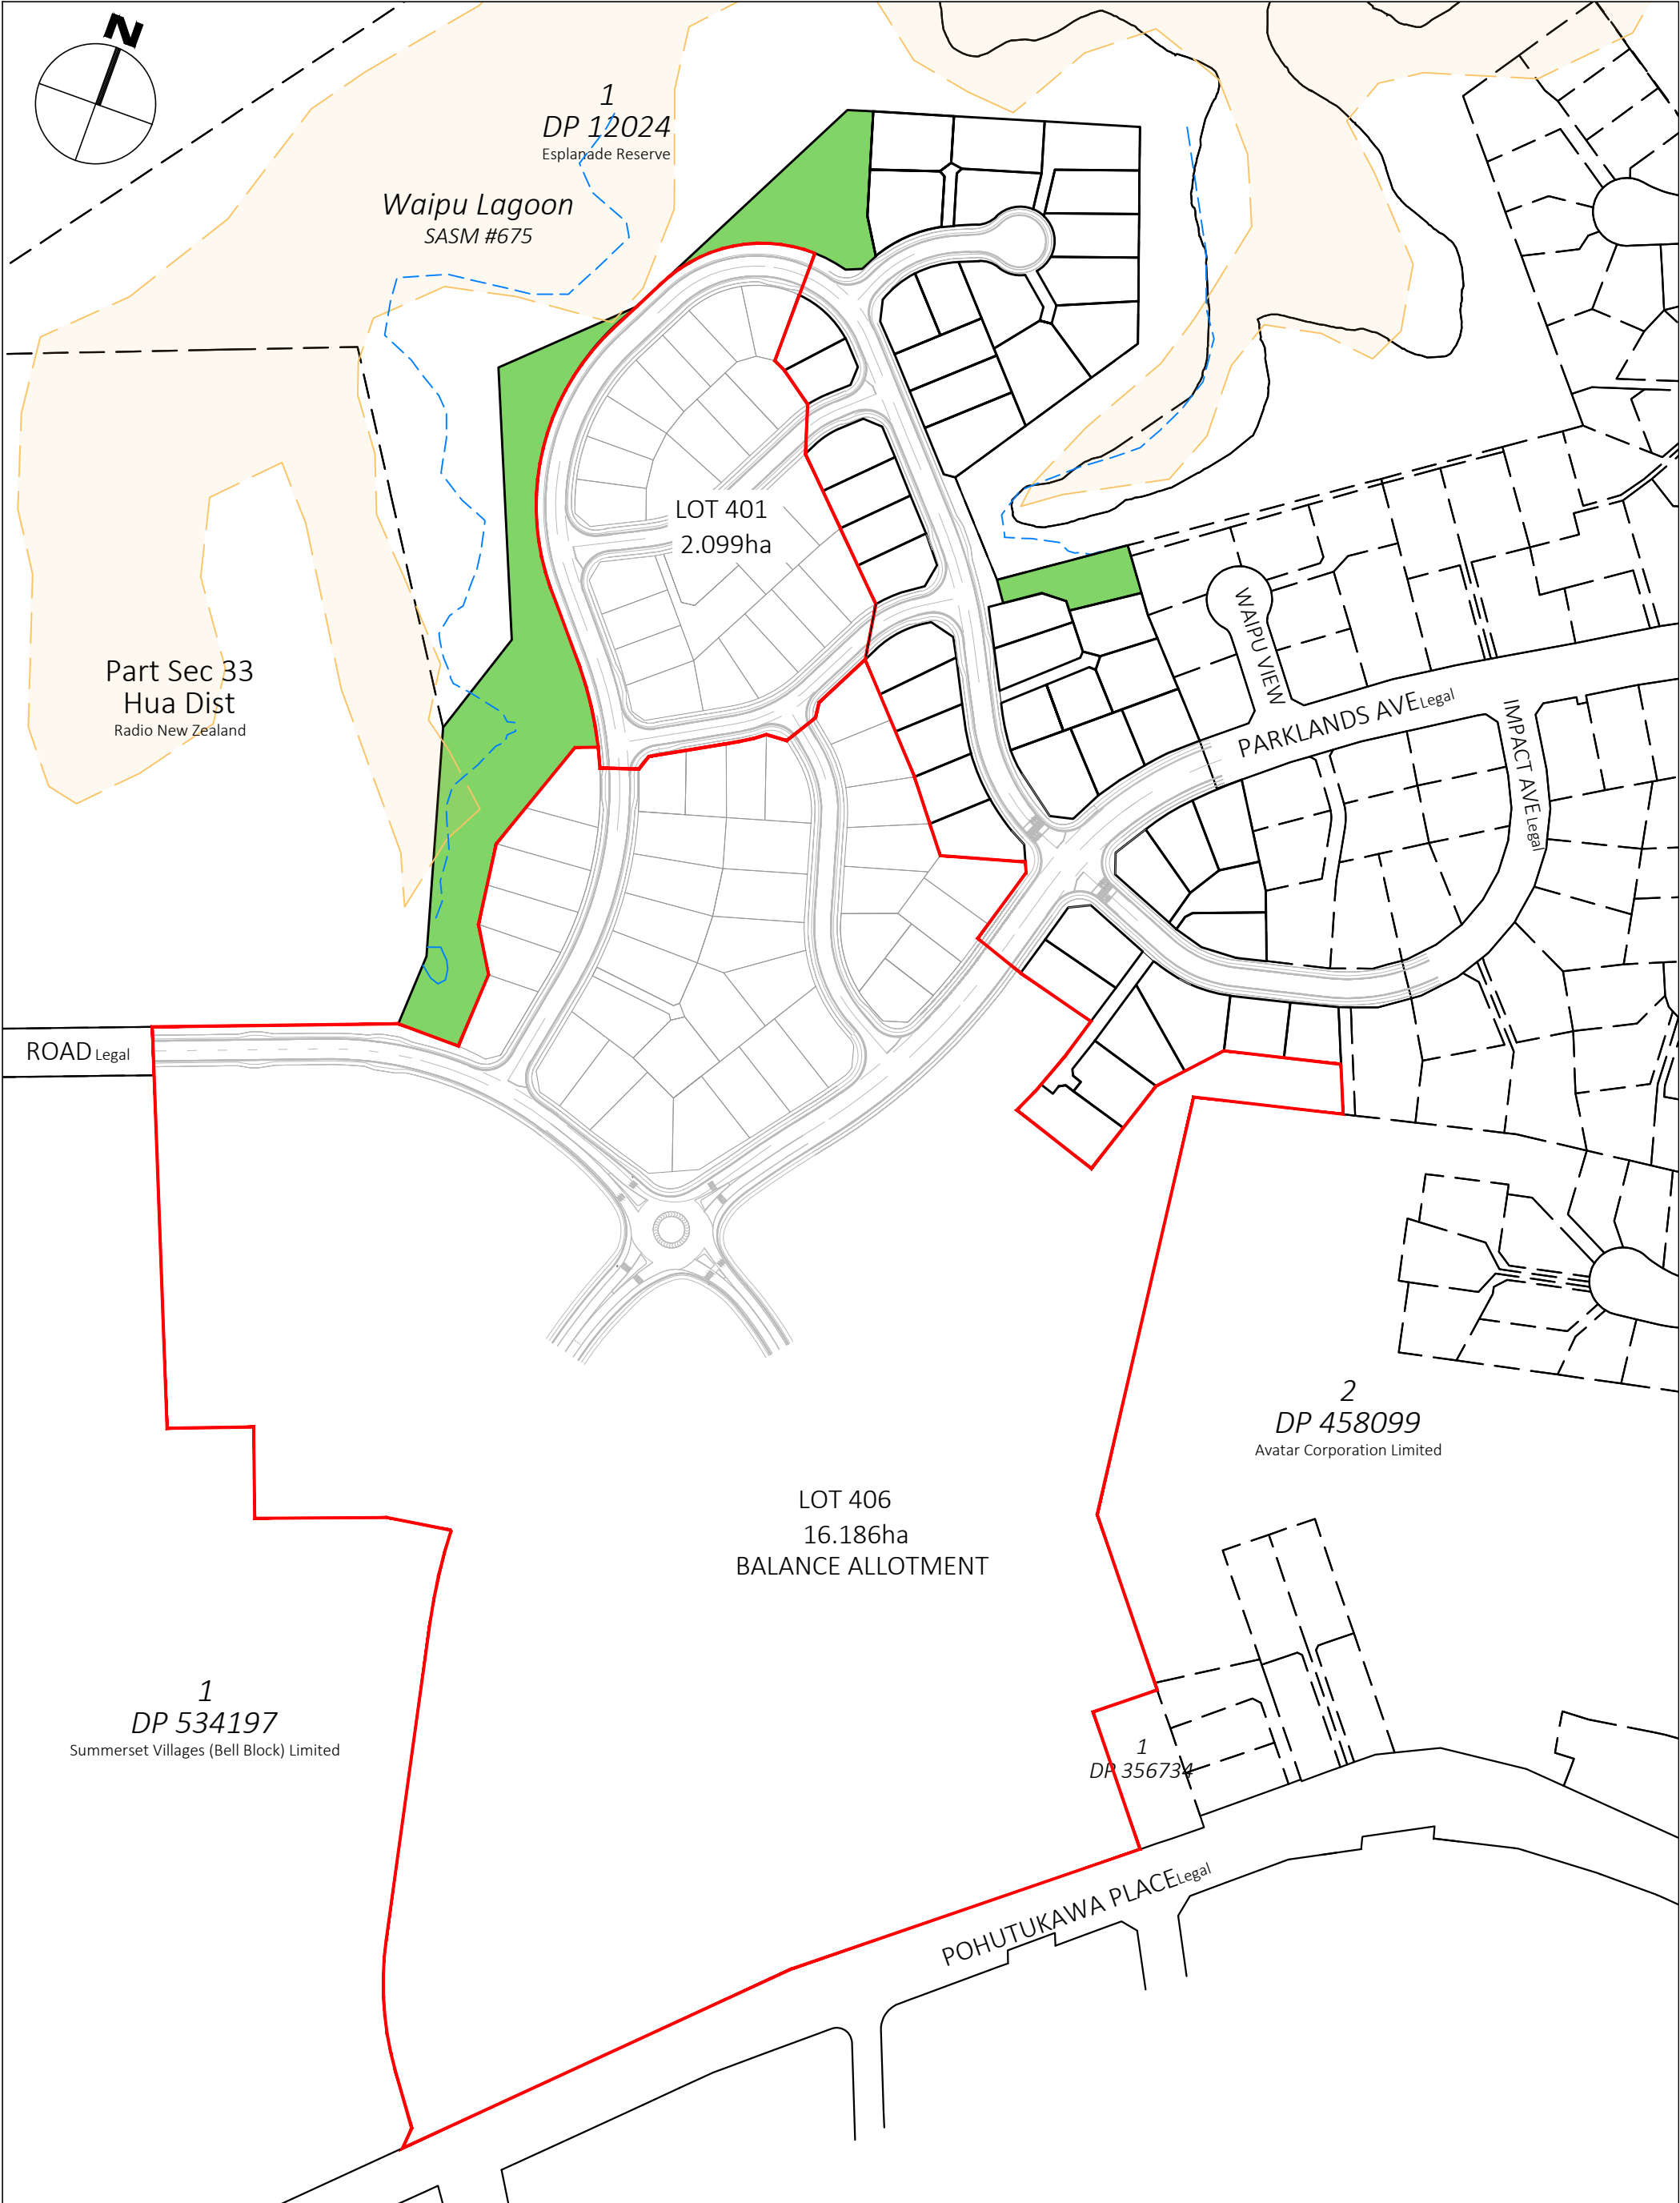 N
1
DP 12024
Esplanade Reserve
Waipu Lagoon
SASM #675
LOT 401
2.099ha
Part Sec 33
Hua Dist
Radio New Zealand
WAIPU VIEW
PARKLANDS AVE Legal
IMPACT AVE Legal
ROAD Legal
2
DP 458099
Avatar Corporation Limited
LOT 406
16.186ha
BALANCE ALLOTMENT
1
DP 534197
Summerset Villages (Bell Block) Limited
1
DP 356734
POHUTUKAWA PLACE Legal